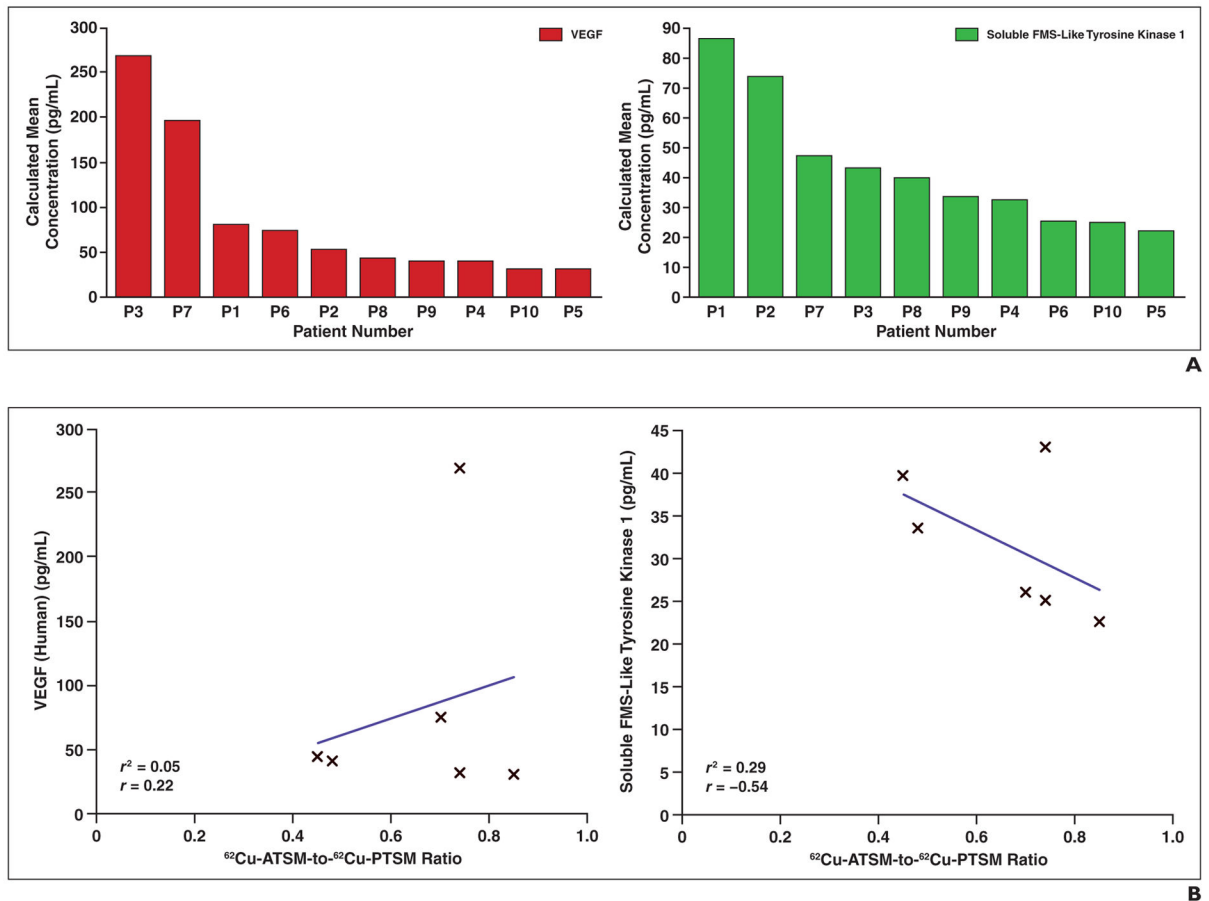 VEGF
300
250
200
150
100
50
0
Calculated Mean
Concentration (pg/mL)
P3 P7 P1 P6 P2 P8 P9 P4 P10 P5
Patient Number
Soluble FMS-Like Tyrosine Kinase 1
90
80
70
60
50
40
30
20
10
0
Calculated Mean
Concentration (pg/mL)
P1 P2 P7 P3 P8 P9 P4 P6 P10 P5
Patient Number
A
300
250
200
150
100
50
0
VEGF (Human) (pg/mL)
r² = 0.05
r = 0.22
0 0.2 0.4 0.6 0.8 1.0
⁶²Cu-ATSM-to-⁶²Cu-PTSM Ratio
45
40
35
30
25
20
15
10
5
0
Soluble FMS-Like Tyrosine Kinase 1 (pg/mL)
r² = 0.29
r = −0.54
0 0.2 0.4 0.6 0.8 1.0
⁶²Cu-ATSM-to-⁶²Cu-PTSM Ratio
B